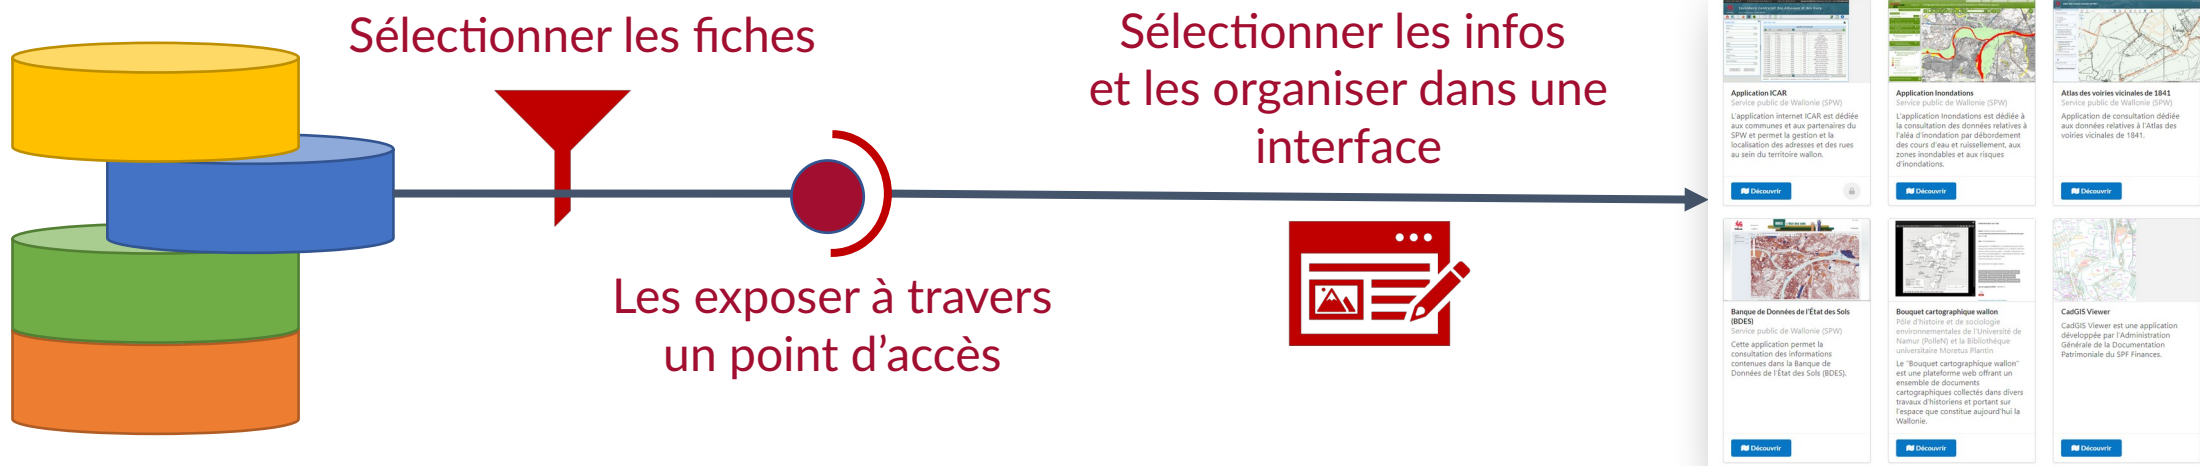 Sélectionner les fiches
Les exposer à travers
un point d’accès
Sélectionner les infos
et les organiser dans une
interface
Application ICAR
Service public de Wallonie (SPW)
L'application internet ICAR est dédiée
aux communes et aux partenaires du
SPW et permet la gestion et la
localisation des adresses et des rues
au sein du territoire wallon.
Découvrir
Application Inondations
Service public de Wallonie (SPW)
L'application Inondations est dédiée à
la consultation des données relatives à
l'aléa d'inondation par débordement
des cours d'eau et ruissellement, aux
zones inondables et aux risques
d'inondations.
Découvrir
Atlas des voiries vicinales de 1841
Service public de Wallonie (SPW)
Application de consultation dédiée
aux données relatives à l'Atlas des
voiries vicinales de 1841.
Découvrir
Banque de Données de l'État des Sols
(BDES)
Service public de Wallonie (SPW)
Cette application permet la
consultation des informations
contenues dans la Banque de
Données de l'État des Sols (BDES).
Découvrir
Bouquet cartographique wallon
Pôle d'histoire et de sociologie
environnementales de l'Université de
Namur (PolleN) et la Bibliothèque
universitaire Moretus Plantin
Le "Bouquet cartographique wallon"
est une plateforme web offrant un
ensemble de documents
cartographiques collectés dans divers
travaux d'historiens et portant sur
l'espace que constitue aujourd'hui la
Wallonie.
Découvrir
CadGIS Viewer
CadGIS Viewer est une application
développée par l'Administration
Générale de la Documentation
Patrimoniale du SPF Finances.
Découvrir